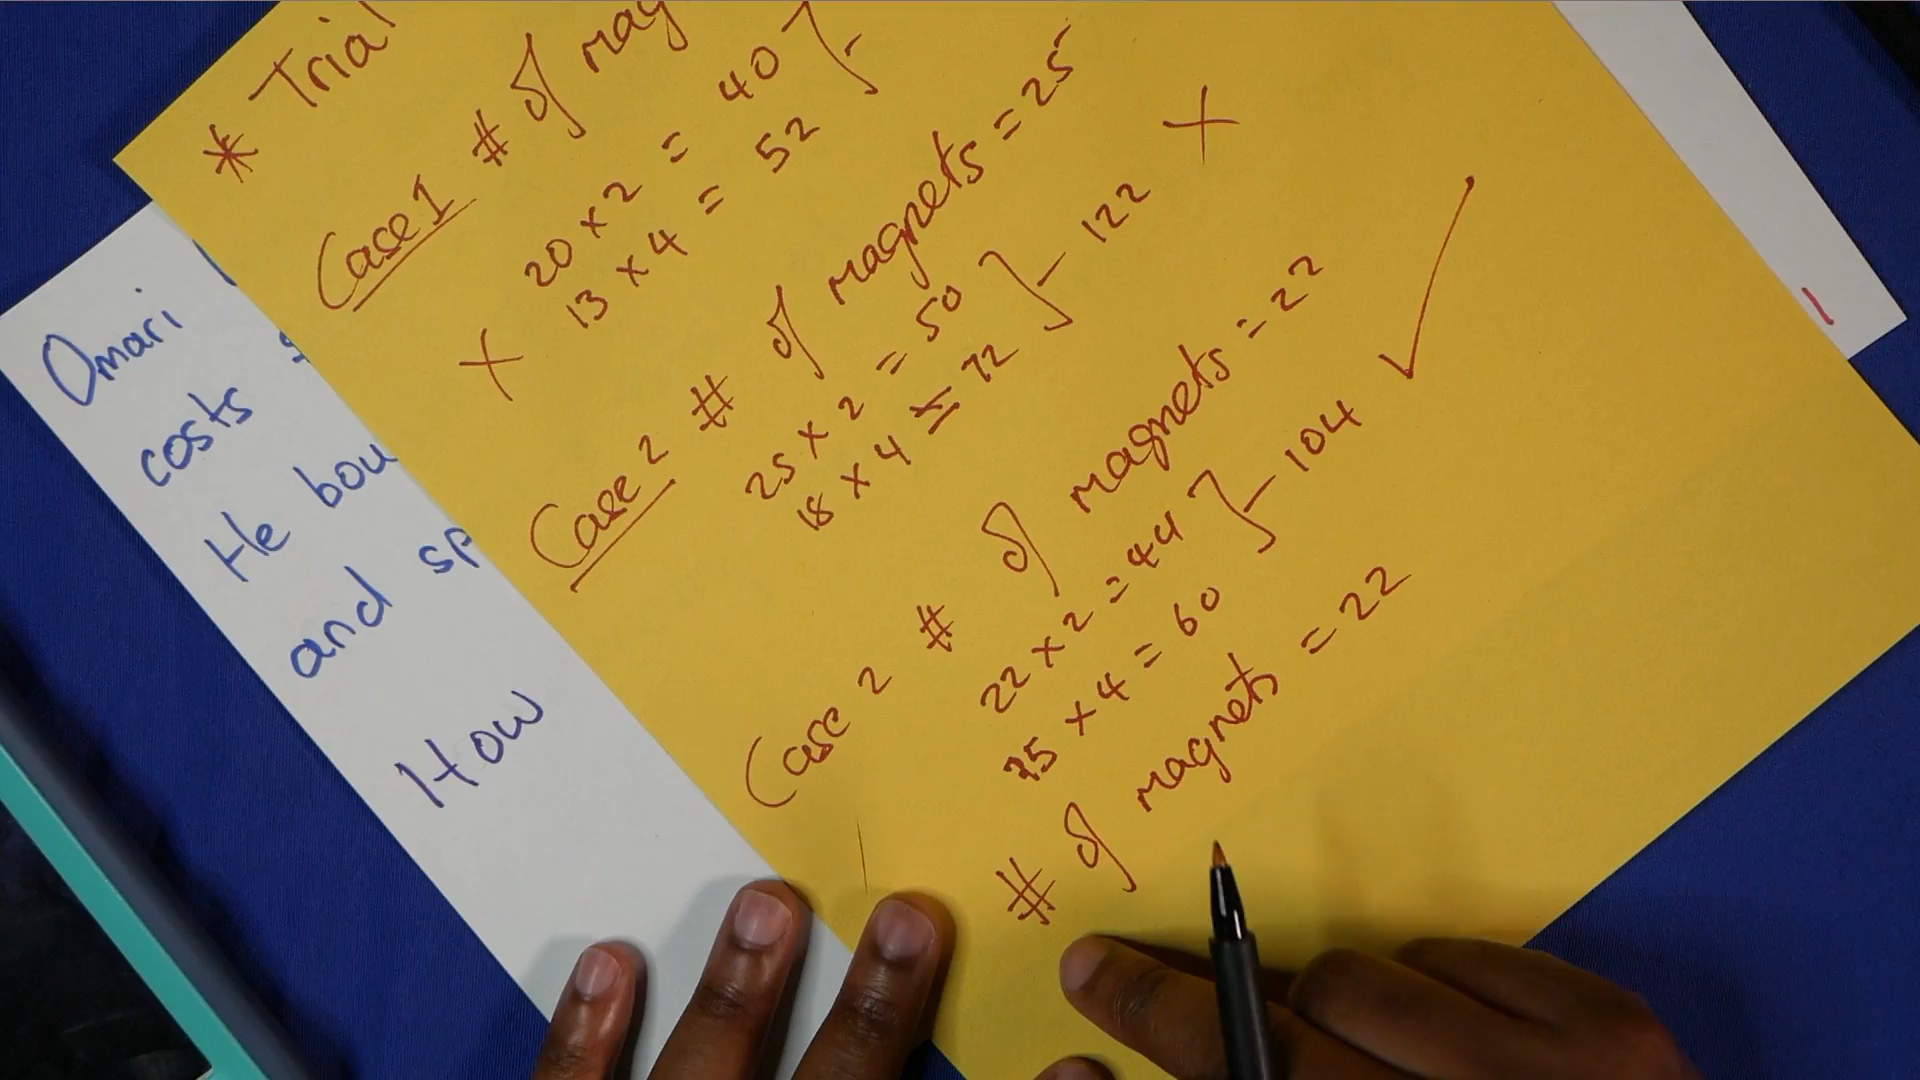 * Trial
Case 1 # of mag
20 x 2 = 40
13 x 4 = 52
X
Case 2 # of magnets = 25
25 x 2 = 50
18 x 4 = 72
122 X
Case 2 # of magnets = 22
22 x 2 = 44
15 x 4 = 60
104 ✓
# of magnets = 22
Omari
costs
He bou
and sp
How